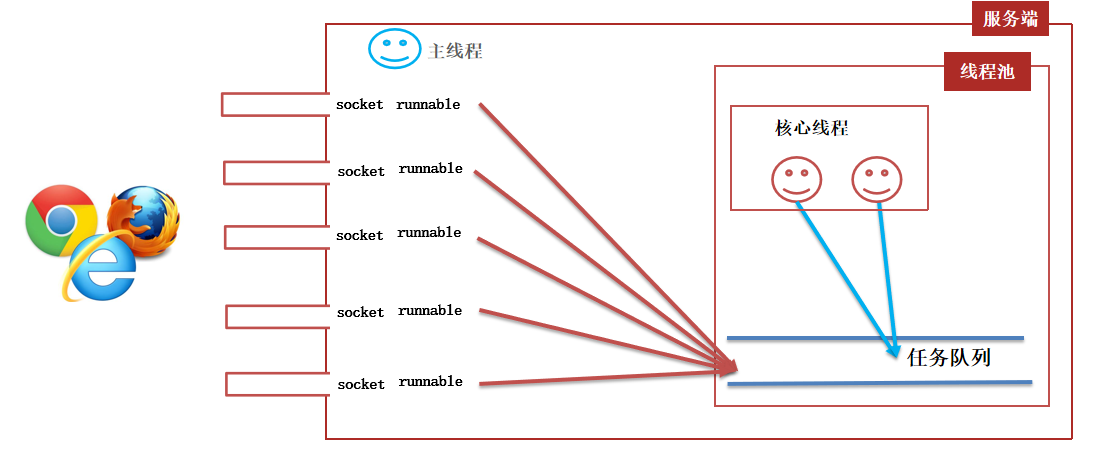 服务端
主线程
线程池
socket runnable
核心线程
socket runnable
socket runnable
socket runnable
任务队列
socket runnable